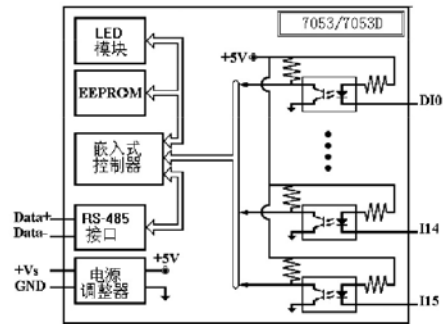 7053/7053D
LED
模块
+5V
EEPROM
DI0
嵌入式
控制器
Data+
Data-
RS-485
接口
I14
+Vs
GND
电源
调整器
+5V
I15